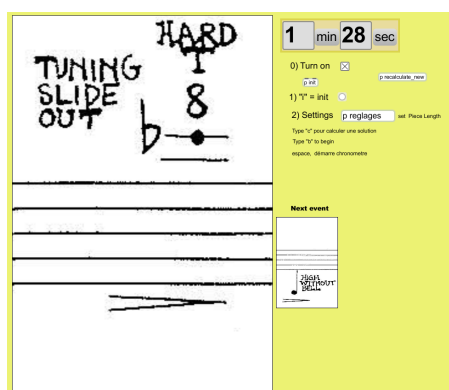 HARD
T
8
TUNING
SLIDE
OUT
1 min 28 sec
0) Turn on
p init
p recalculate_new
1) "i" = init
2) Settings p reglages set Piece Length
Type "c" pour calculer une solution
Type "b" to begin
espace, démarre chronometre
Next event
HIGH
WITHOUT
BELL